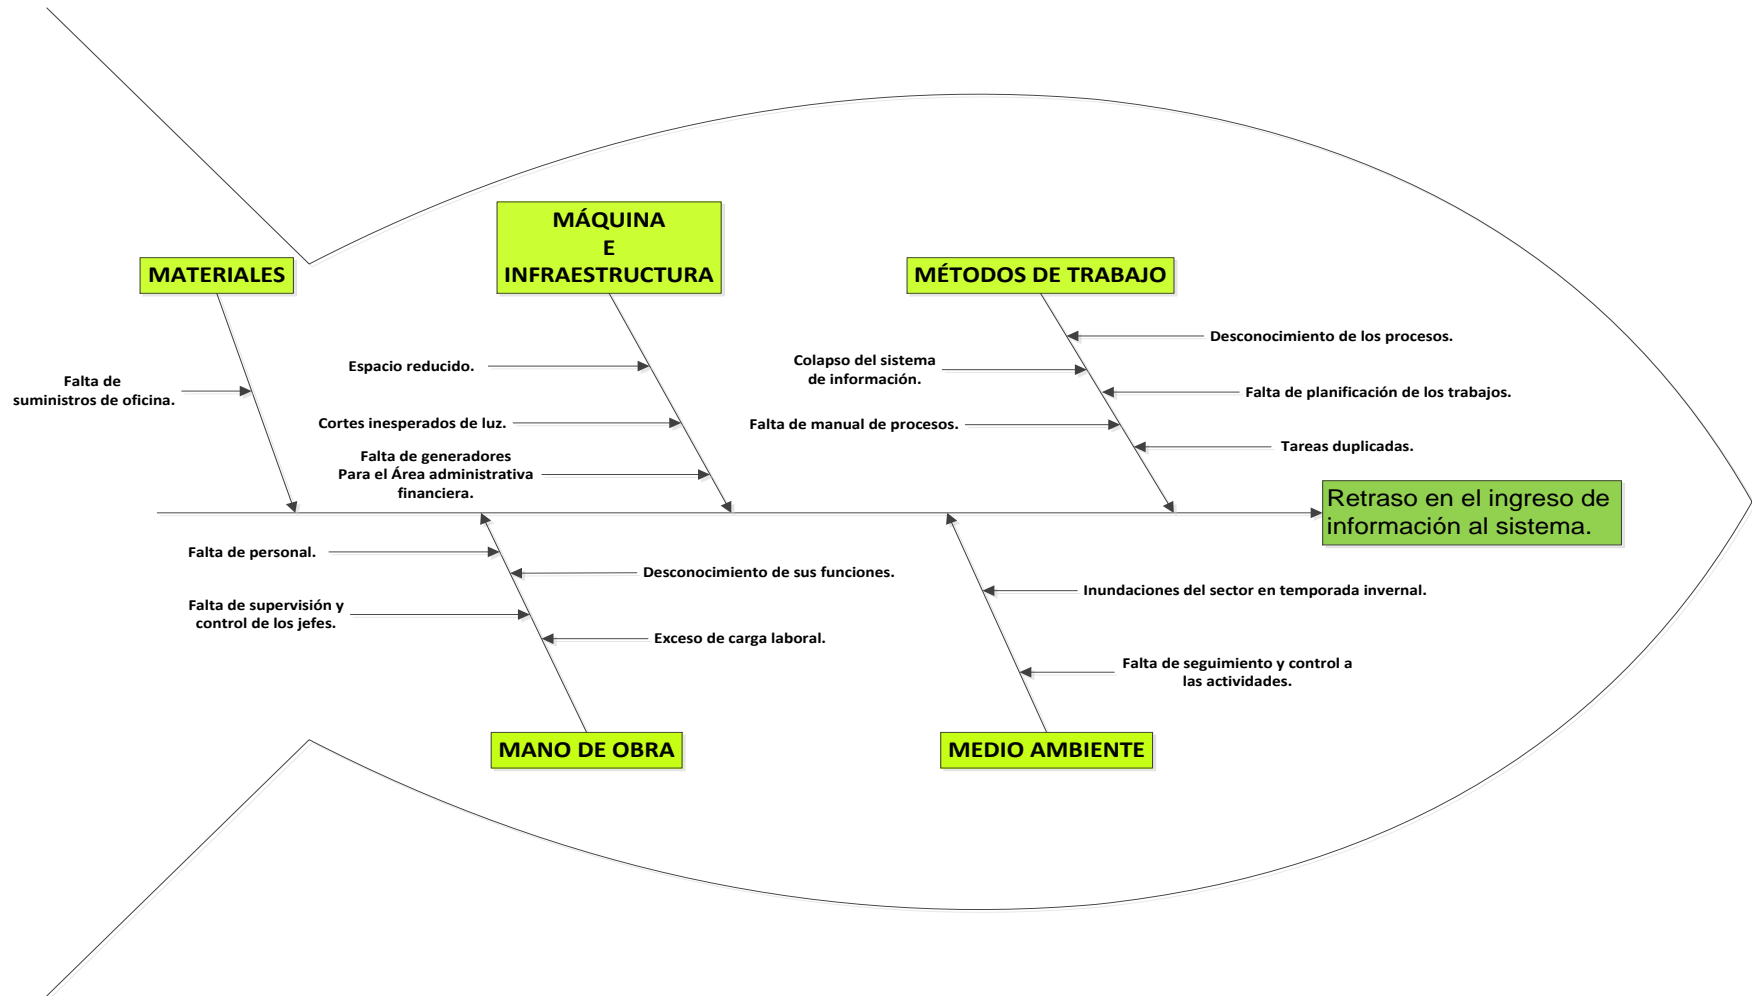 MÁQUINA
E
INFRAESTRUCTURA
MATERIALES
MÉTODOS DE TRABAJO
Falta de
suministros de oficina.
Espacio reducido.
Cortes inesperados de luz.
Falta de generadores
Para el Área administrativa
financiera.
Desconocimiento de los procesos.
Colapso del sistema
de información.
Falta de planificación de los trabajos.
Falta de manual de procesos.
Tareas duplicadas.
Retraso en el ingreso de
información al sistema.
Falta de personal.
Desconocimiento de sus funciones.
Falta de supervisión y
control de los jefes.
Exceso de carga laboral.
Inundaciones del sector en temporada invernal.
Falta de seguimiento y control a
las actividades.
MANO DE OBRA
MEDIO AMBIENTE